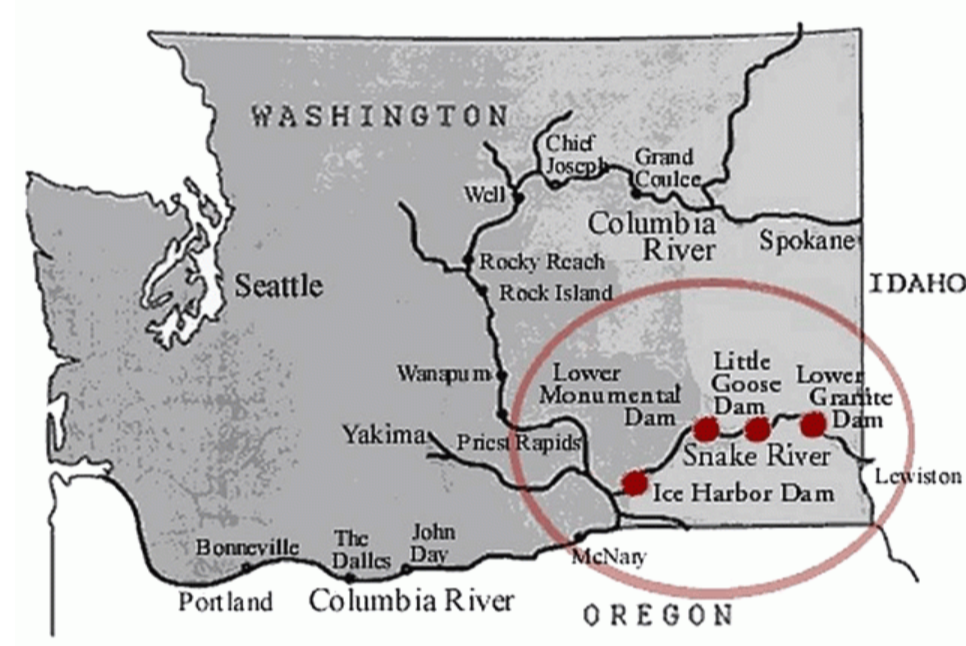 WASHINGTON
Chief
Joseph
Grand
Coulee
Well
Columbia
River
Spokane
Rocky Reach
Seattle
IDAHO
Rock Island
Wanapum
Lower
Monumental
Dam
Little
Goose
Dam
Lower
Granite
Dam
Yakima
Priest Rapids
Snake River
Lewiston
Ice Harbor Dam
Bonneville
The
Dalles
John
Day
McNary
Portland
Columbia River
OREGON